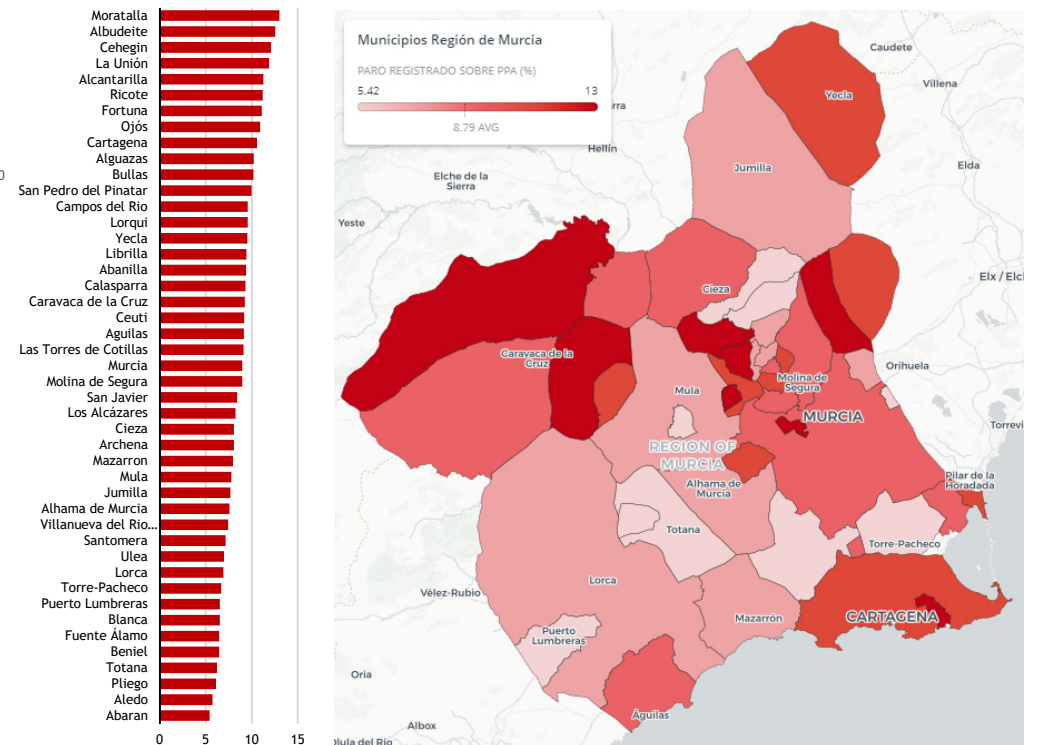 Moratalla
Albudeite
Cehegin
La Unión
Alcantarilla
Ricote
Fortuna
Ojós
Cartagena
Alguazas
Bullas
San Pedro del Pinatar
Campos del Rio
Lorqui
Yecla
Librilla
Abanilla
Calasparra
Caravaca de la Cruz
Ceuti
Aguilas
Las Torres de Cotillas
Murcia
Molina de Segura
San Javier
Los Alcázares
Cieza
Archena
Mazarron
Mula
Jumilla
Alhama de Murcia
Villanueva del Rio...
Santomera
Ulea
Lorca
Torre-Pacheco
Puerto Lumbreras
Blanca
Fuente Álamo
Beniel
Totana
Pliego
Aledo
Abaran
0 5 10 15
Municipios Región de Murcia
PARO REGISTRADO SOBRE PPA (%)
5.42 13
8.79 AVG
Caudete
Yecla
Villena
Hellín
Elche de la
Sierra
Jumilla
Elda
Yeste
Elx / Elc
Cieza
Caravaca de la
Cruz
Orihuela
Mula
Molina de
Segura
MURCIA
Torrevi
REGION OF
MURCIA
Alhama de
Murcia
Pilar de la
Horadada
Totana
Torre-Pacheco
Lorca
Vélez-Rubio
Mazarrón
CARTAGENA
Puerto
Lumbreras
Oria
Águilas
Albox
lula del Río